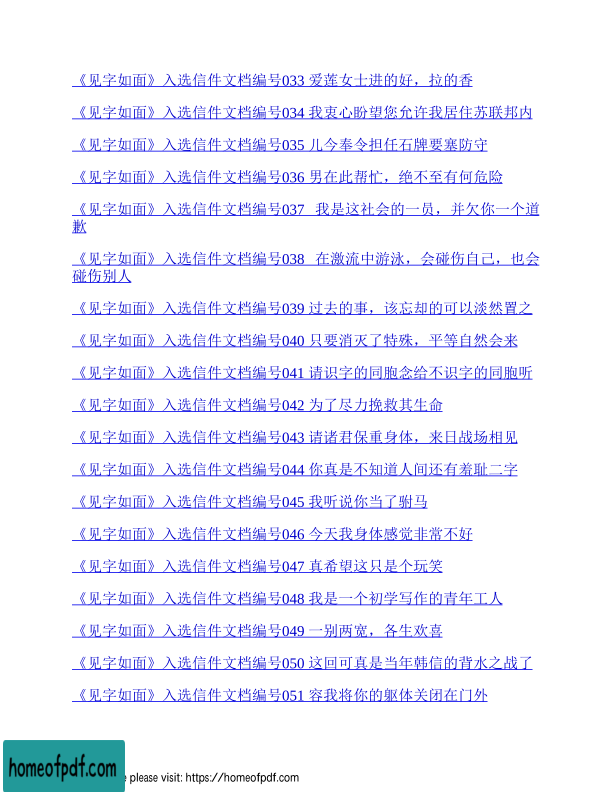 《见字如面》入选信件文档编号033 爱莲女士进的好，拉的香
《见字如面》入选信件文档编号034 我衷心盼望您允许我居住苏联邦内
《见字如面》入选信件文档编号035 儿今奉令担任石牌要塞防守
《见字如面》入选信件文档编号036 男在此帮忙，绝不至有何危险
《见字如面》入选信件文档编号037 我是这社会的一员，并欠你一个道
歉
《见字如面》入选信件文档编号038 在激流中游泳，会碰伤自己，也会
碰伤别人
《见字如面》入选信件文档编号039 过去的事，该忘却的可以淡然置之
《见字如面》入选信件文档编号040 只要消灭了特殊，平等自然会来
《见字如面》入选信件文档编号041 请识字的同胞念给不识字的同胞听
《见字如面》入选信件文档编号042 为了尽力挽救其生命
《见字如面》入选信件文档编号043 请诸君保重身体，来日战场相见
《见字如面》入选信件文档编号044 你真是不知道人间还有羞耻二字
《见字如面》入选信件文档编号045 我听说你当了驸马
《见字如面》入选信件文档编号046 今天我身体感觉非常不好
《见字如面》入选信件文档编号047 真希望这只是个玩笑
《见字如面》入选信件文档编号048 我是一个初学写作的青年工人
《见字如面》入选信件文档编号049 一别两宽，各生欢喜
《见字如面》入选信件文档编号050 这回可真是当年韩信的背水之战了
《见字如面》入选信件文档编号051 容我将你的躯体关闭在门外
homeofpdf.com
please visit: https://homeofpdf.com